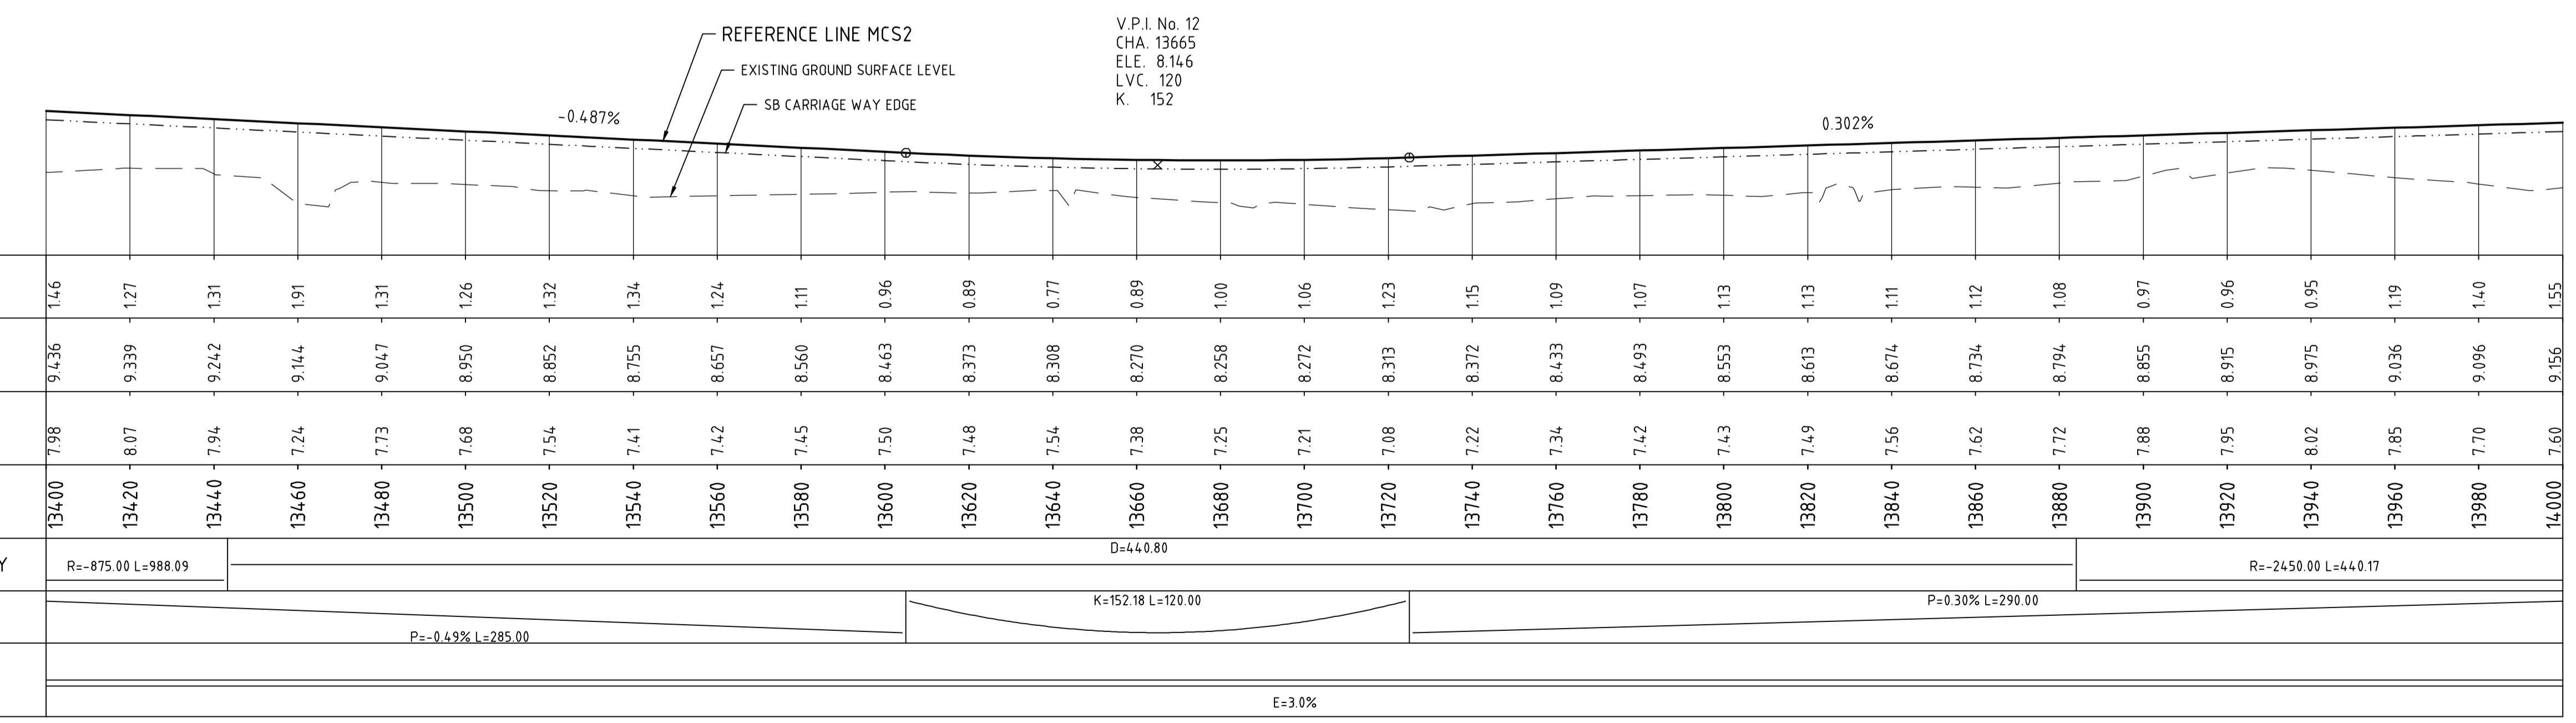 V.P.I. No. 12
CHA. 13665
ELE. 8.146
LVC. 120
K. 152
REFERENCE LINE MCS2
EXISTING GROUND SURFACE LEVEL
SB CARRIAGE WAY EDGE
-0.487%
0.302%
1.46 1.27 1.31 1.91 1.31 1.26 1.32 1.34 1.24 1.11 0.96 0.89 0.77 0.89 1.00 1.06 1.23 1.15 1.09 1.07 1.13 1.13 1.11 1.12 1.08 0.97 0.96 0.95 1.19 1.40 1.55
9.436 9.339 9.242 9.144 9.047 8.950 8.852 8.755 8.657 8.560 8.463 8.373 8.308 8.270 8.258 8.272 8.313 8.372 8.433 8.493 8.553 8.613 8.674 8.734 8.794 8.855 8.915 8.975 9.036 9.096 9.156
7.98 8.07 7.94 7.24 7.73 7.68 7.54 7.41 7.42 7.45 7.50 7.48 7.54 7.38 7.25 7.21 7.08 7.22 7.34 7.42 7.43 7.49 7.56 7.62 7.72 7.88 7.95 8.02 7.85 7.70 7.60
13400 13420 13440 13460 13480 13500 13520 13540 13560 13580 13600 13620 13640 13660 13680 13700 13720 13740 13760 13780 13800 13820 13840 13860 13880 13900 13920 13940 13960 13980 14000
D=440.80
Y R=-875.00 L=988.09 R=-2450.00 L=440.17
K=152.18 L=120.00 P=0.30% L=290.00
P=-0.49% L=285.00
E=3.0%